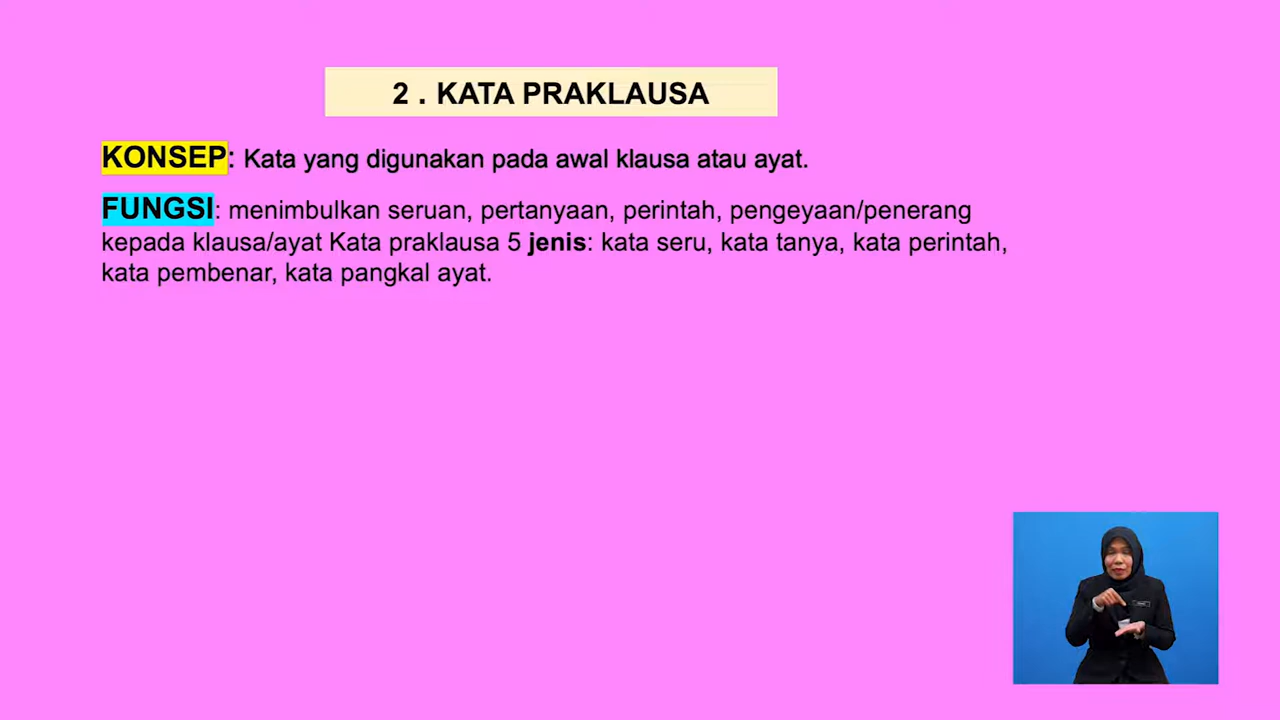 2 . KATA PRAKLAUSA
KONSEP: Kata yang digunakan pada awal klausa atau ayat.
FUNGSI: menimbulkan seruan, pertanyaan, perintah, pengeyaan/penerang
kepada klausa/ayat Kata praklausa 5 jenis: kata seru, kata tanya, kata perintah,
kata pembenar, kata pangkal ayat.